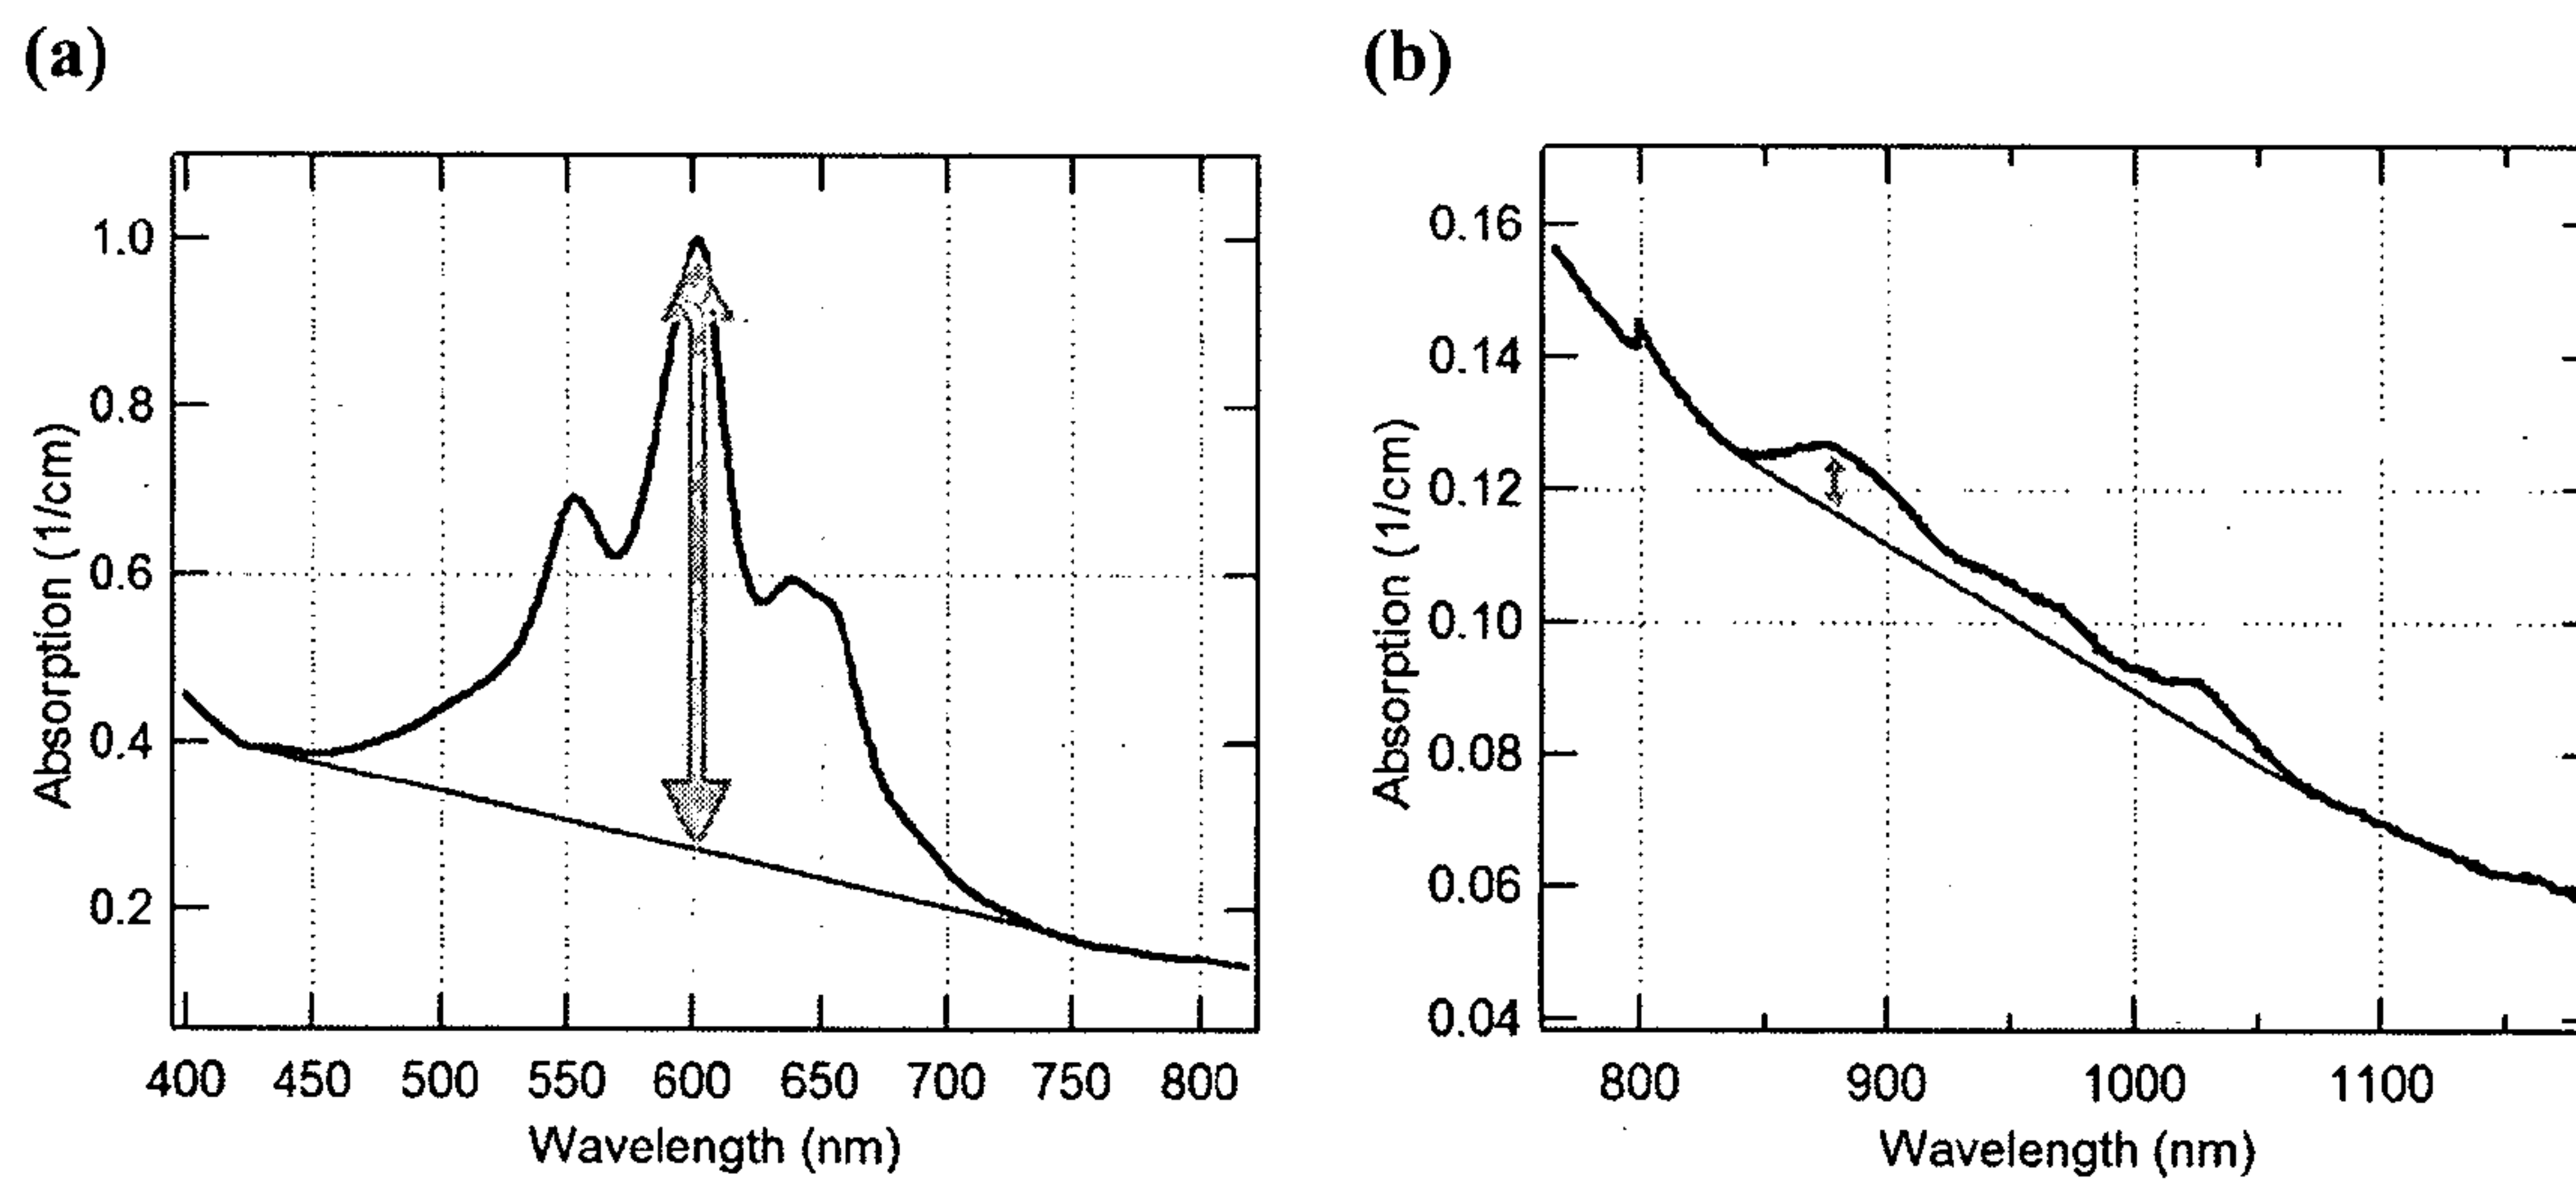 (a)
Absorption (1/cm)
1.0
0.8
0.6
0.4
0.2
400 450 500 550 600 650 700 750 800
Wavelength (nm)
(b)
Absorption (1/cm)
0.16
0.14
0.12
0.10
0.08
0.06
0.04
800 900 1000 1100
Wavelength (nm)